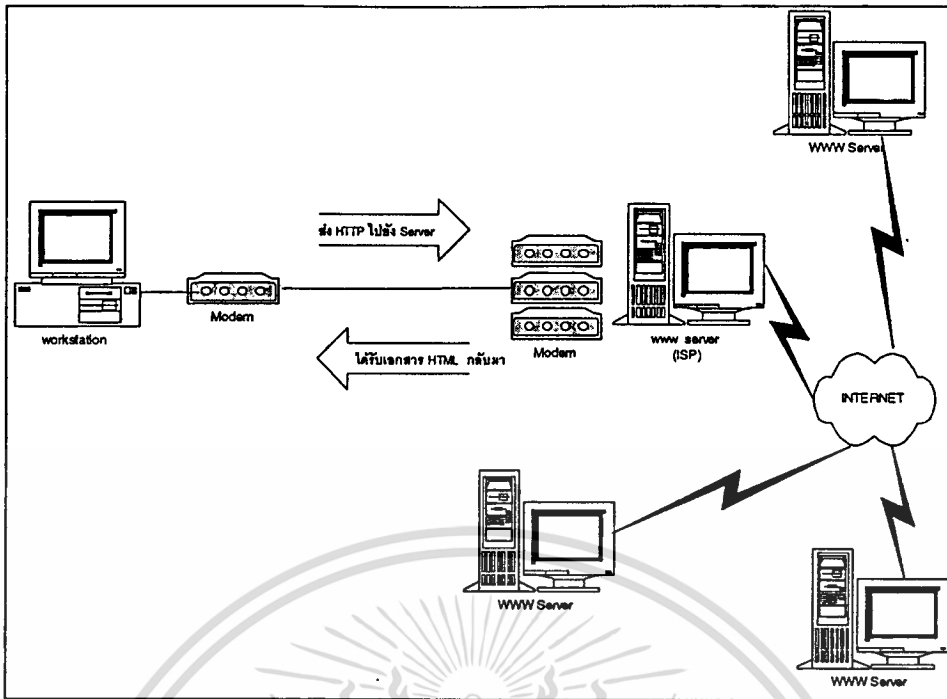 WWW Server
ส่ง HTTP ไปยัง Server
workstation
Modem
Modem
www server
(ISP)
ได้รับเอกสาร HTML กลับมา
INTERNET
WWW Server
WWW Server